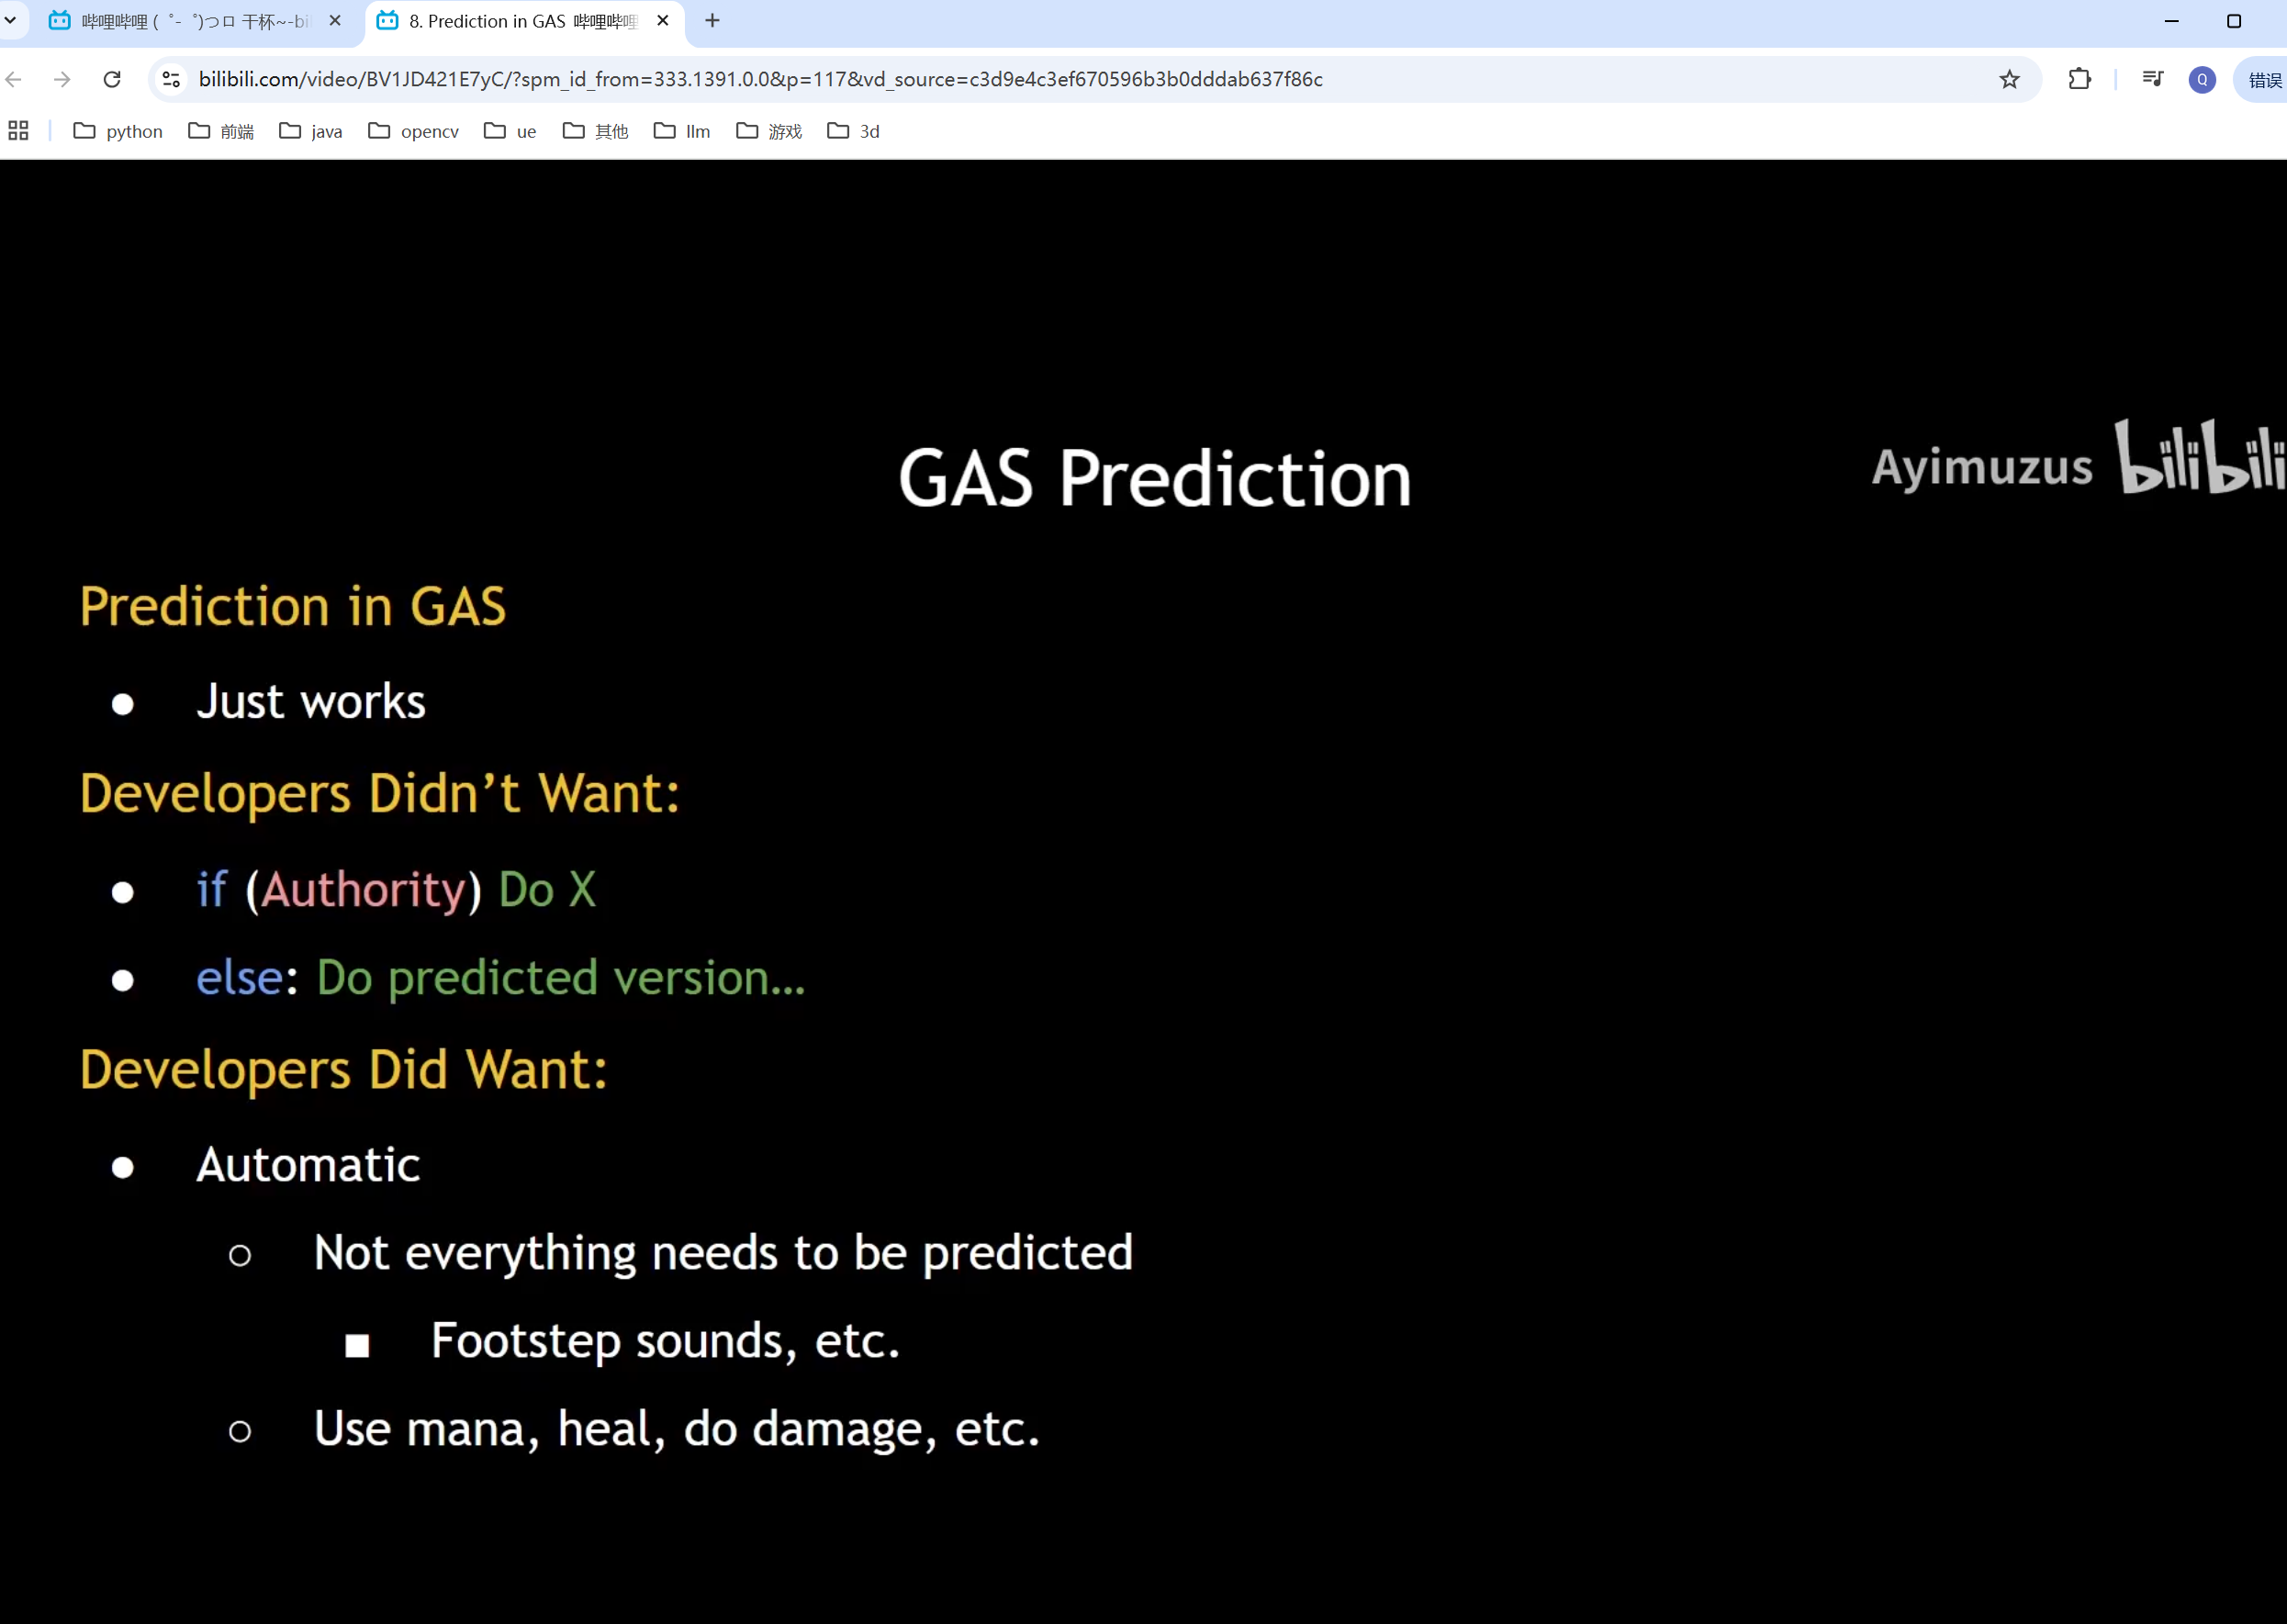 哔哩哔哩 (゜-゜)つロ 干杯~-bi
8. Prediction in GAS_哔哩哔哩
bilibili.com/video/BV1JD421E7yC/?spm_id_from=333.1391.0.0&p=117&vd_source=c3d9e4c3ef670596b3b0dddab637f86c
Q
错误
python
前端
java
opencv
ue
其他
llm
游戏
3d
GAS Prediction
Ayimuzus bilibili
Prediction in GAS
● Just works
Developers Didn’t Want:
● if (Authority) Do X
● else: Do predicted version...
Developers Did Want:
● Automatic
○ Not everything needs to be predicted
■ Footstep sounds, etc.
○ Use mana, heal, do damage, etc.